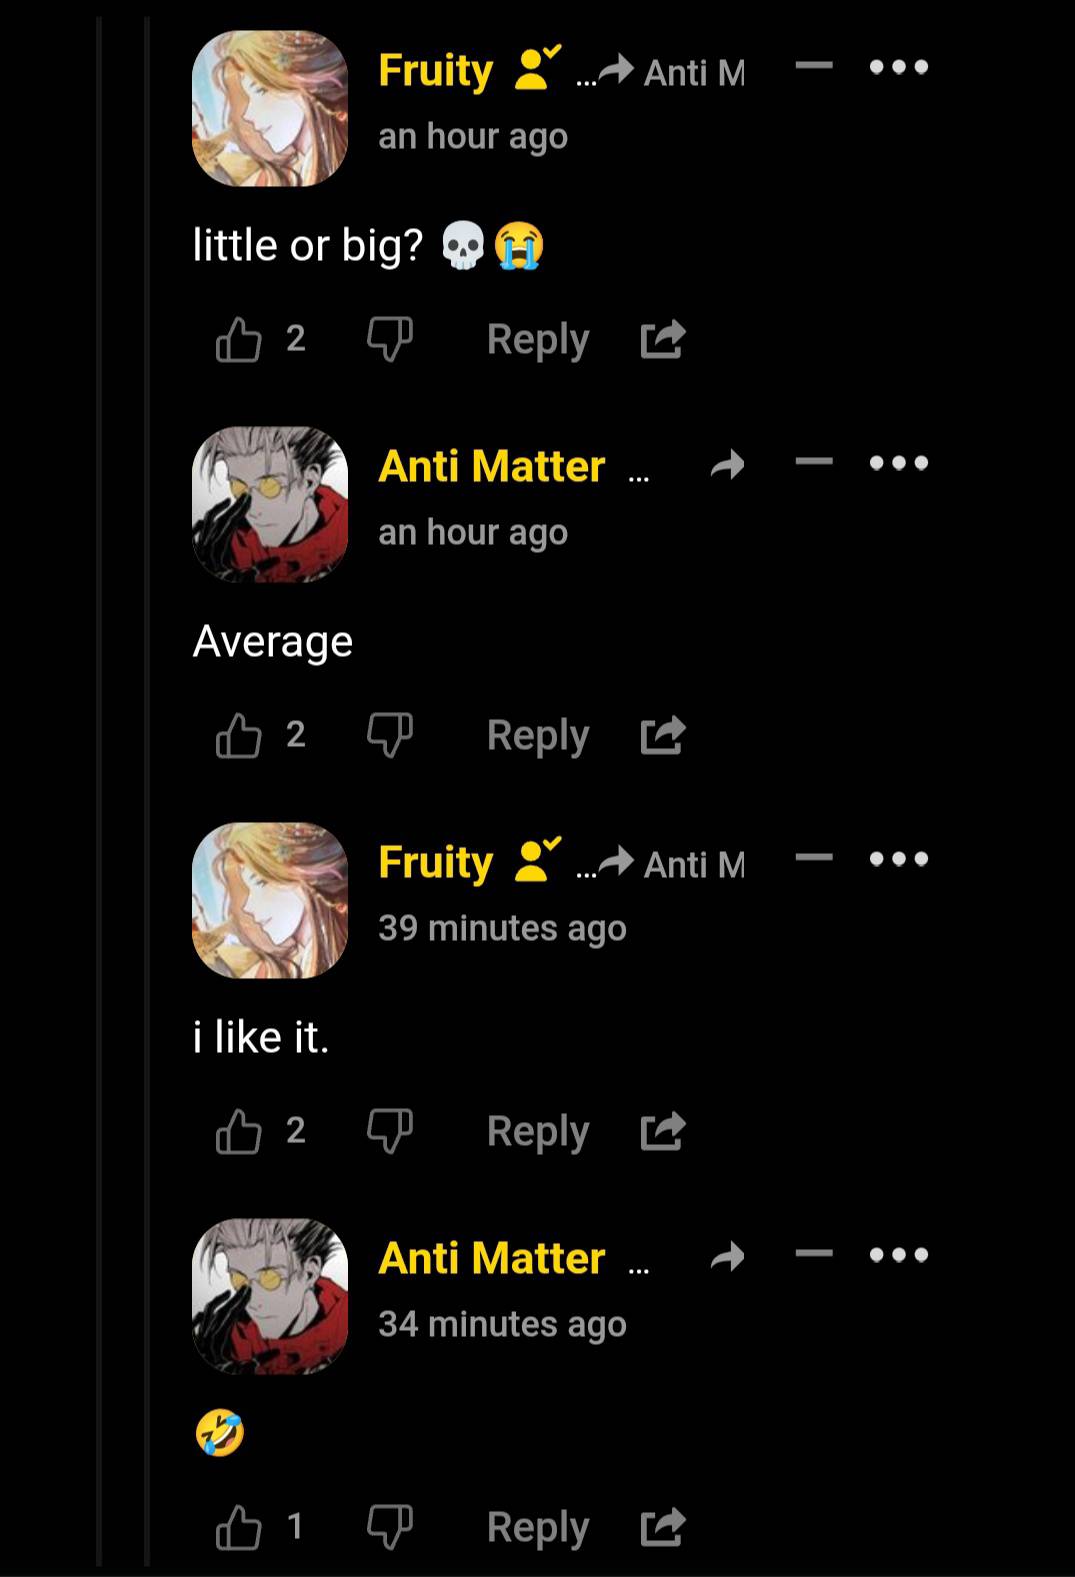 Fruity ... Anti M
an hour ago
little or big? 💀😭
2 Reply
Anti Matter ...
an hour ago
Average
2 Reply
Fruity ... Anti M
39 minutes ago
i like it.
2 Reply
Anti Matter ...
34 minutes ago
🤣
1 Reply